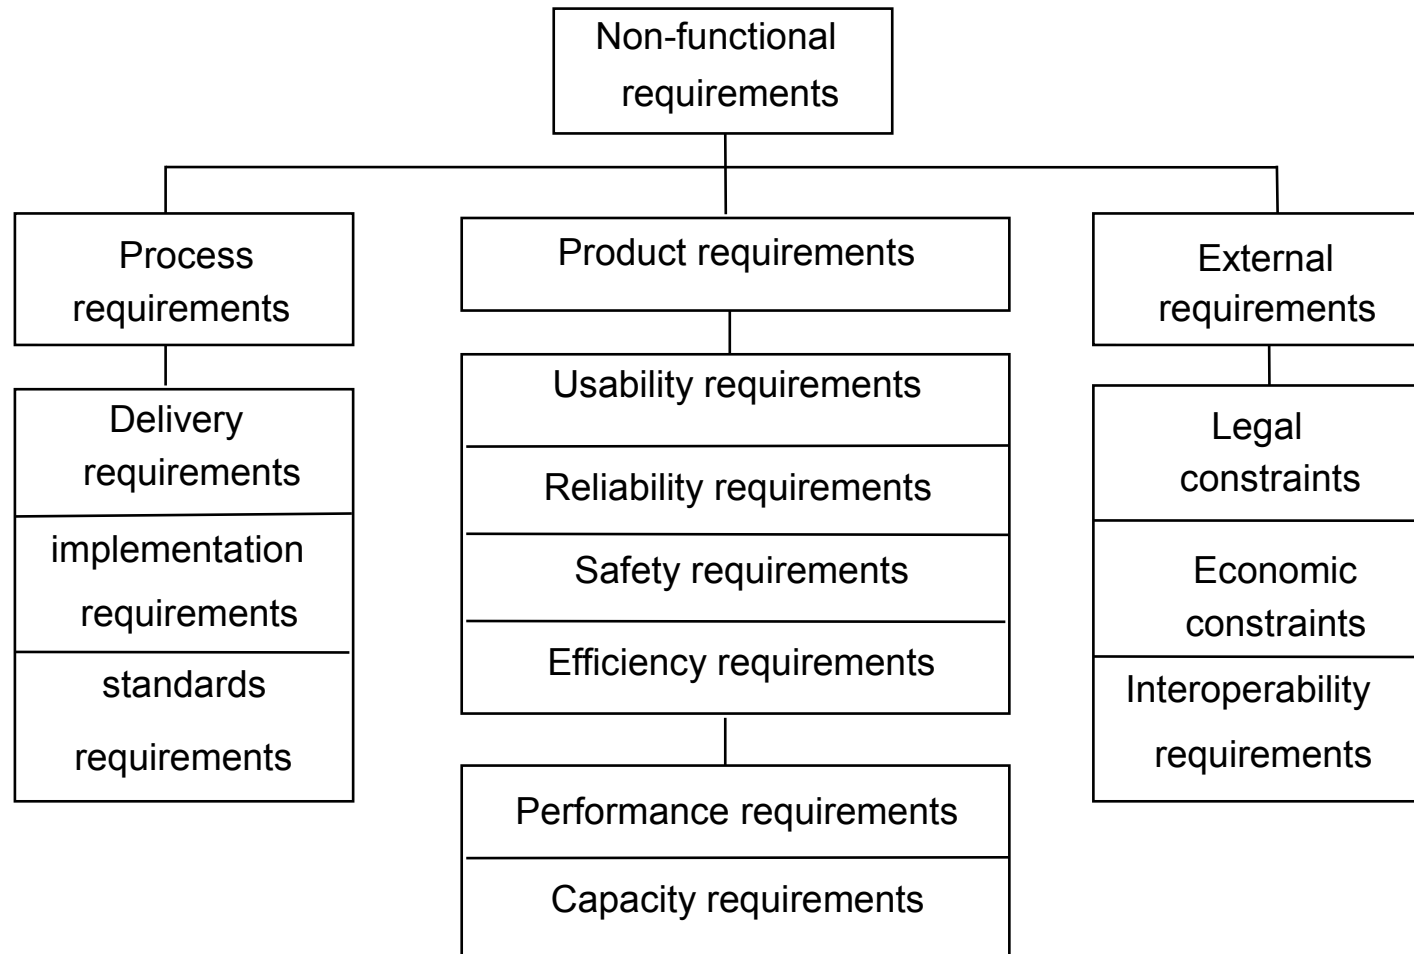 Non-functional
requirements
Process
requirements
Product requirements
External
requirements
Delivery
requirements
implementation
requirements
standards
requirements
Usability requirements
Reliability requirements
Safety requirements
Efficiency requirements
Performance requirements
Capacity requirements
Legal
constraints
Economic
constraints
Interoperability
requirements